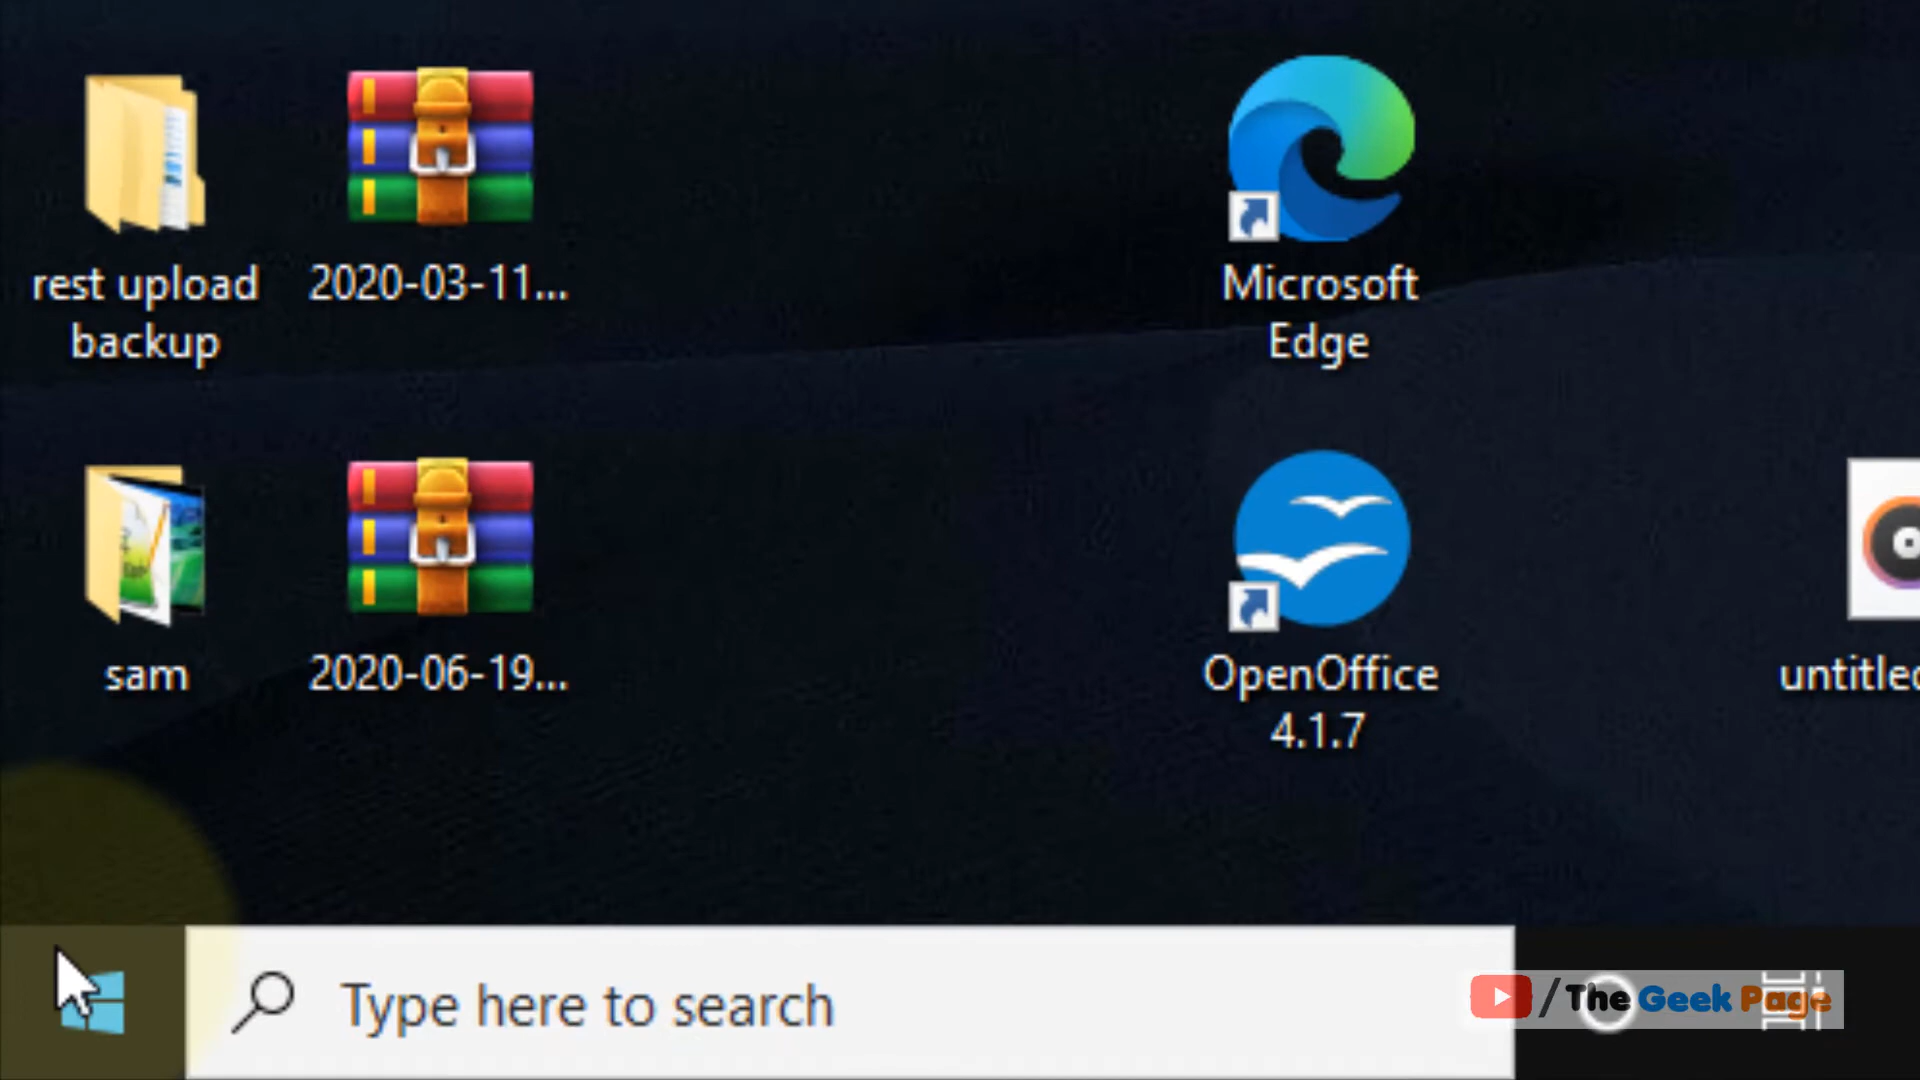 rest upload
backup
2020-03-11...
Microsoft
Edge
sam
2020-06-19...
OpenOffice
4.1.7
untitled
Type here to search
/The Geek Page